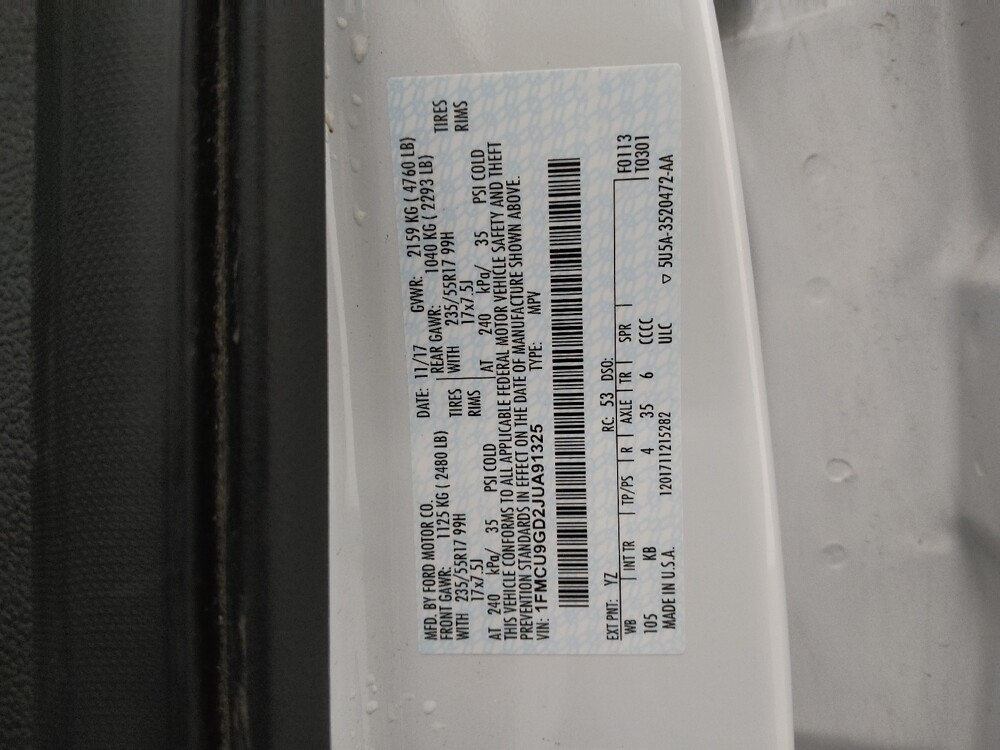 MFD. BY FORD MOTOR CO. DATE: 11/17 GVWR: 2159 KG ( 4760 LB)
FRONT GAWR: 1125 KG ( 2480 LB) REAR GAWR: 1040 KG ( 2293 LB)
WITH 235/55R17 99H TIRES WITH 235/55R17 99H TIRES
17x7.5J RIMS 17x7.5J RIMS
AT 240 kPa/ 35 PSI COLD AT 240 kPa/ 35 PSI COLD
THIS VEHICLE CONFORMS TO ALL APPLICABLE FEDERAL MOTOR VEHICLE SAFETY AND THEFT
PREVENTION STANDARDS IN EFFECT ON THE DATE OF MANUFACTURE SHOWN ABOVE.
VIN: 1FMCU9GD2JUA91325 TYPE: MPV
EXT PNT: YZ RC: 53 DSO: F0113
WB INT TR TP/PS R AXLE TR SPR T0301
105 KB 4 35 6 CCCC
MADE IN U.S.A. 1201711215282 ULC ▽ 5U5A-3520472-AA